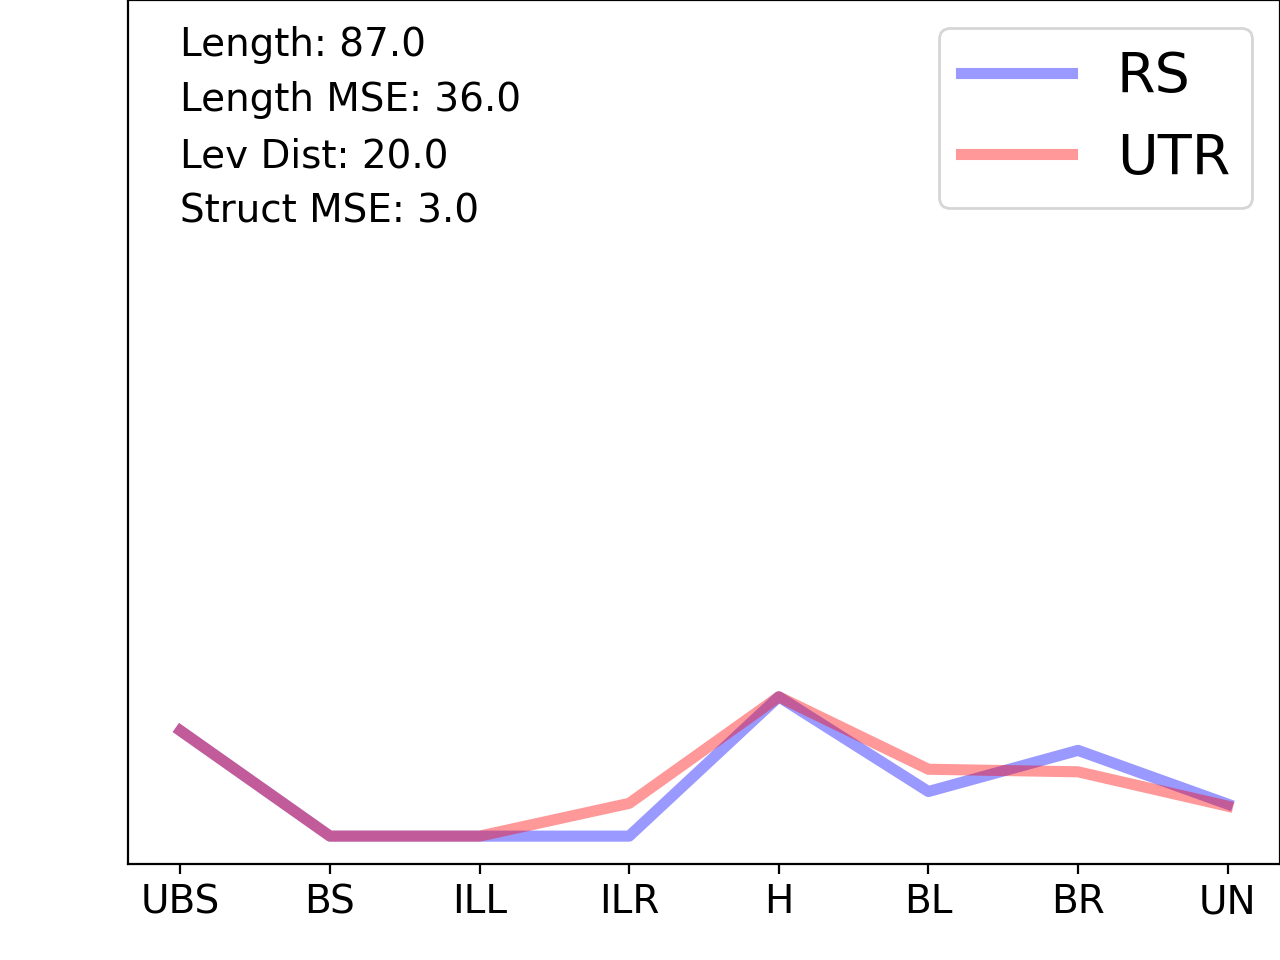 Length: 87.0
Length MSE: 36.0
Lev Dist: 20.0
Struct MSE: 3.0
RS
UTR
UBS BS ILL ILR H BL BR UN